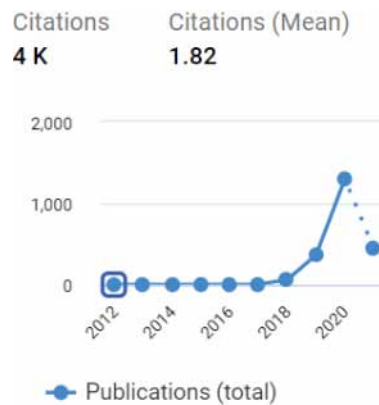 Citations Citations (Mean)
4 K 1.82
2,000
1,000
0
2012 2014 2016 2018 2020
Publications (total)